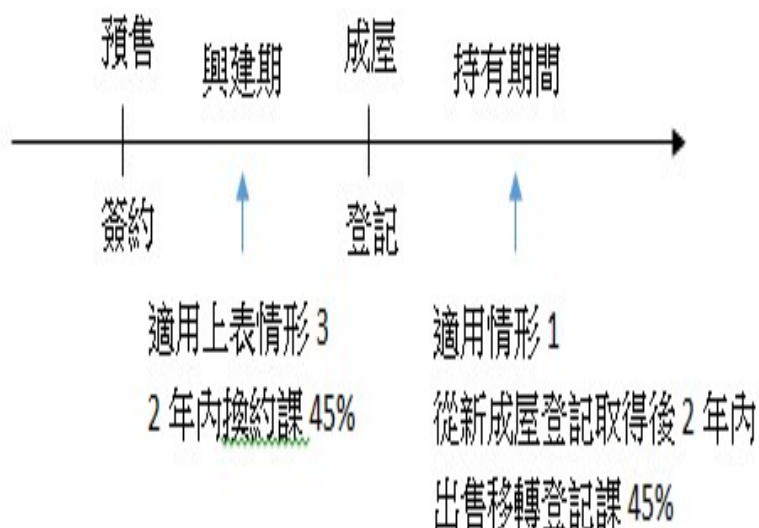 預售
興建期
成屋
持有期間
簽約
登記
適用上表情形 3
2 年內換約課 45%
適用情形 1
從新成屋登記取得後 2 年內
出售移轉登記課 45%